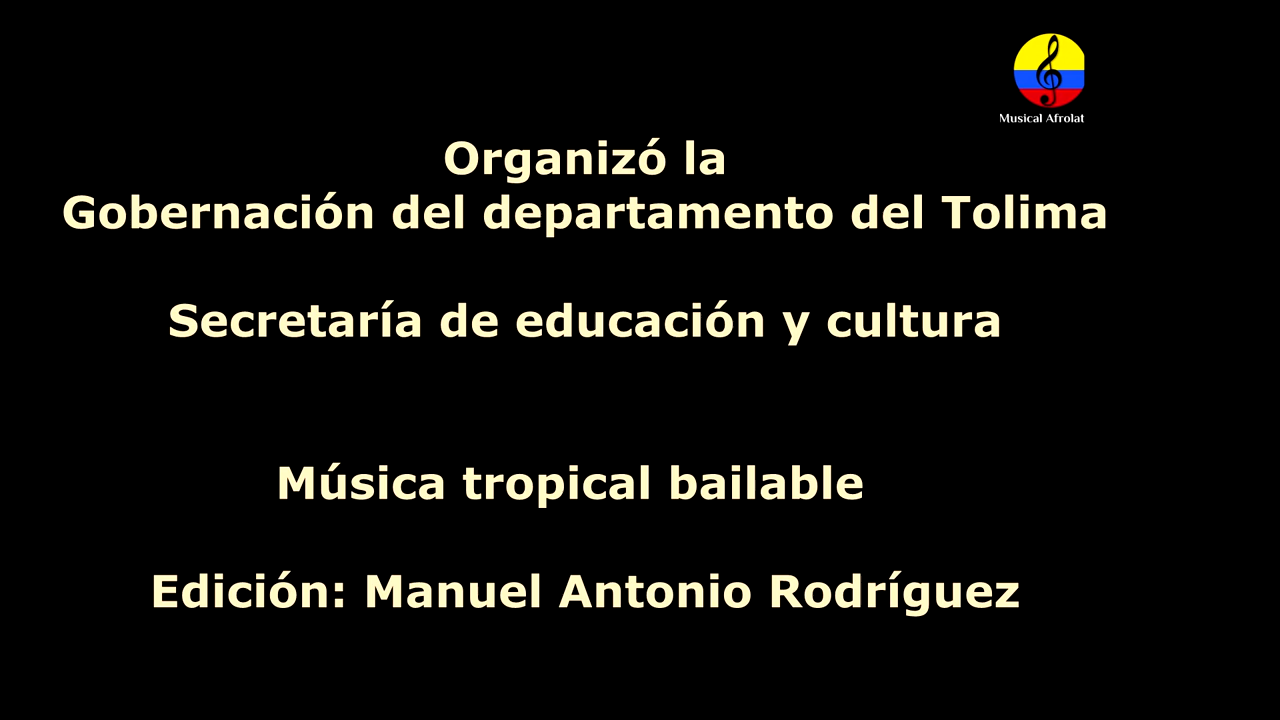 Musical Afrolat
Organizó la
Gobernación del departamento del Tolima
Secretaría de educación y cultura
Música tropical bailable
Edición: Manuel Antonio Rodríguez